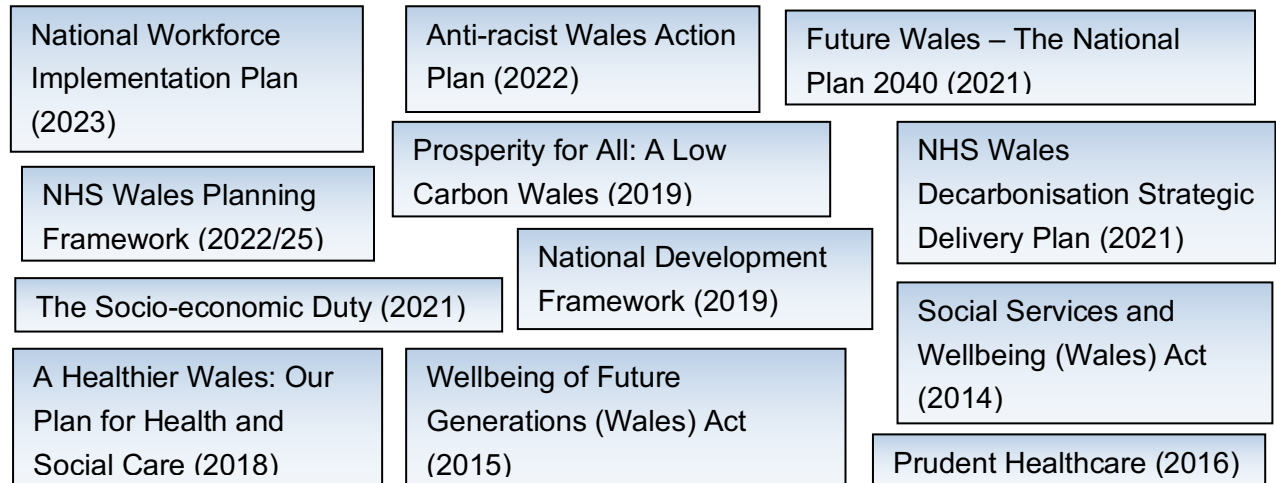 National Workforce
Implementation Plan
(2023)
Anti-racist Wales Action
Plan (2022)
Future Wales – The National
Plan 2040 (2021)
Prosperity for All: A Low
Carbon Wales (2019)
NHS Wales
Decarbonisation Strategic
Delivery Plan (2021)
NHS Wales Planning
Framework (2022/25)
National Development
Framework (2019)
The Socio-economic Duty (2021)
Social Services and
Wellbeing (Wales) Act
(2014)
A Healthier Wales: Our
Plan for Health and
Social Care (2018)
Wellbeing of Future
Generations (Wales) Act
(2015)
Prudent Healthcare (2016)